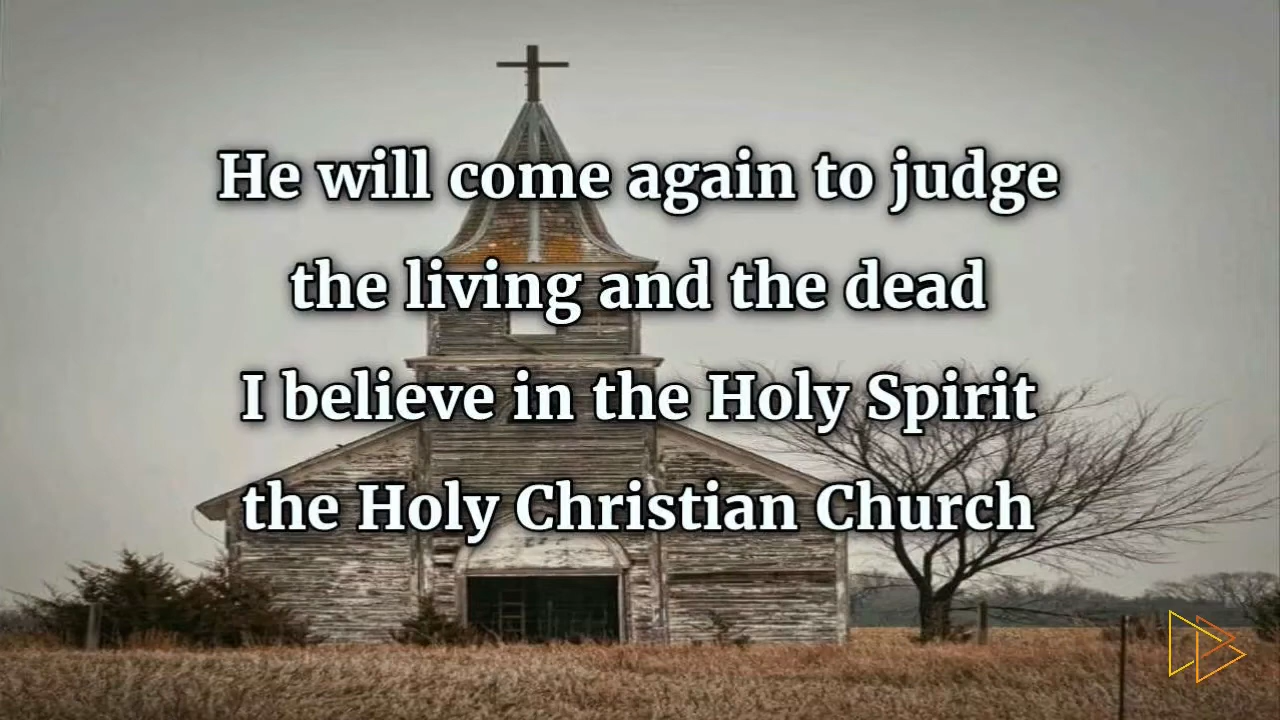 He will come again to judge
the living and the dead
I believe in the Holy Spirit
the Holy Christian Church